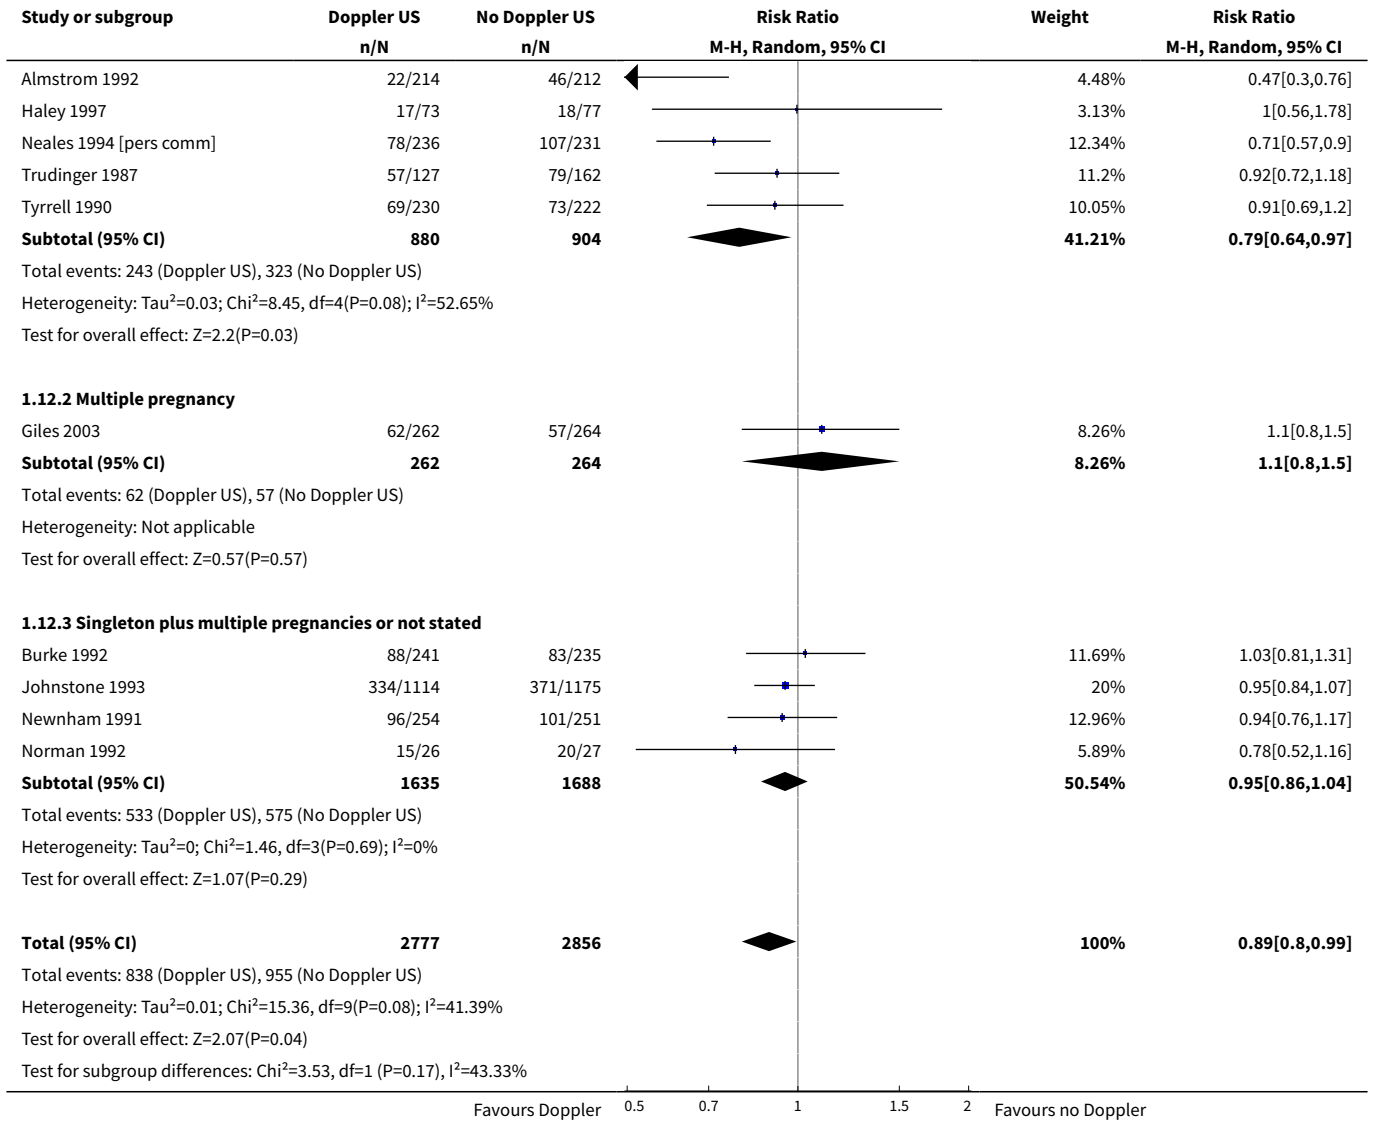 Study or subgroup Doppler US No Doppler US Risk Ratio Weight Risk Ratio
n/N n/N M-H, Random, 95% CI M-H, Random, 95% CI
Almstrom 1992 22/214 46/212 4.48% 0.47[0.3,0.76]
Haley 1997 17/73 18/77 3.13% 1[0.56,1.78]
Neales 1994 [pers comm] 78/236 107/231 12.34% 0.71[0.57,0.9]
Trudinger 1987 57/127 79/162 11.2% 0.92[0.72,1.18]
Tyrrell 1990 69/230 73/222 10.05% 0.91[0.69,1.2]
Subtotal (95% CI) 880 904 41.21% 0.79[0.64,0.97]
Total events: 243 (Doppler US), 323 (No Doppler US)
Heterogeneity: Tau²=0.03; Chi²=8.45, df=4(P=0.08); I²=52.65%
Test for overall effect: Z=2.2(P=0.03)
1.12.2 Multiple pregnancy
Giles 2003 62/262 57/264 8.26% 1.1[0.8,1.5]
Subtotal (95% CI) 262 264 8.26% 1.1[0.8,1.5]
Total events: 62 (Doppler US), 57 (No Doppler US)
Heterogeneity: Not applicable
Test for overall effect: Z=0.57(P=0.57)
1.12.3 Singleton plus multiple pregnancies or not stated
Burke 1992 88/241 83/235 11.69% 1.03[0.81,1.31]
Johnstone 1993 334/1114 371/1175 20% 0.95[0.84,1.07]
Newnham 1991 96/254 101/251 12.96% 0.94[0.76,1.17]
Norman 1992 15/26 20/27 5.89% 0.78[0.52,1.16]
Subtotal (95% CI) 1635 1688 50.54% 0.95[0.86,1.04]
Total events: 533 (Doppler US), 575 (No Doppler US)
Heterogeneity: Tau²=0; Chi²=1.46, df=3(P=0.69); I²=0%
Test for overall effect: Z=1.07(P=0.29)
Total (95% CI) 2777 2856 100% 0.89[0.8,0.99]
Total events: 838 (Doppler US), 955 (No Doppler US)
Heterogeneity: Tau²=0.01; Chi²=15.36, df=9(P=0.08); I²=41.39%
Test for overall effect: Z=2.07(P=0.04)
Test for subgroup differences: Chi²=3.53, df=1 (P=0.17), I²=43.33%
Favours Doppler 0.5 0.7 1 1.5 2 Favours no Doppler